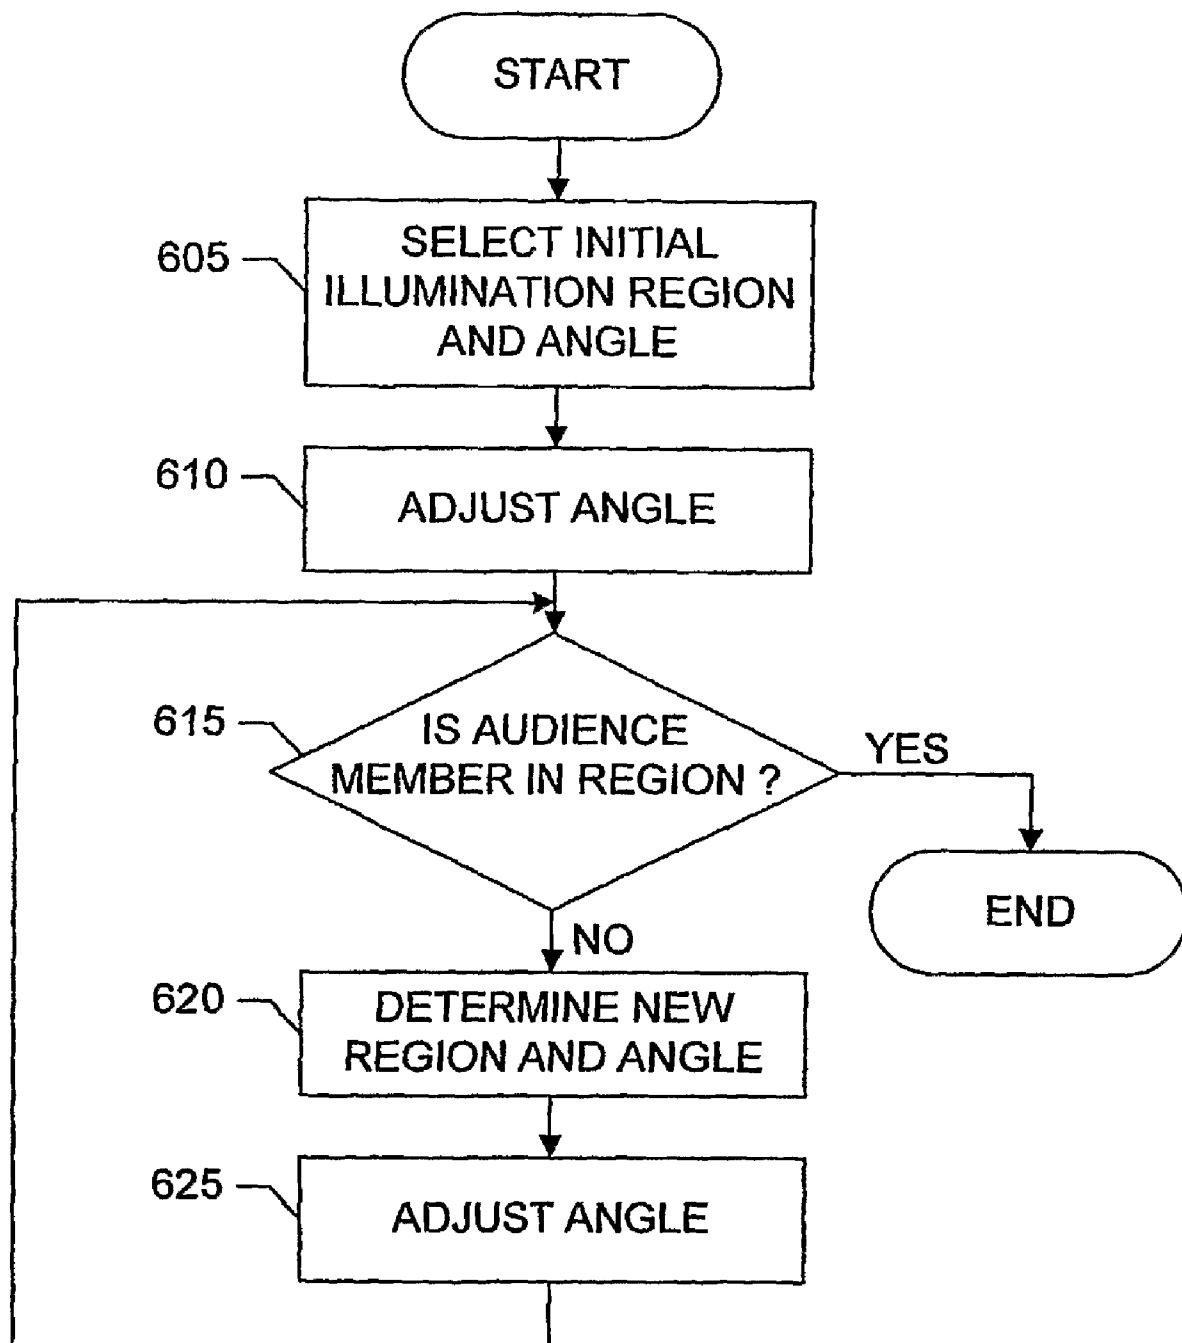 START
605
SELECT INITIAL
ILLUMINATION REGION
AND ANGLE
610
ADJUST ANGLE
615
IS AUDIENCE
MEMBER IN REGION ?
YES
END
NO
620
DETERMINE NEW
REGION AND ANGLE
625
ADJUST ANGLE